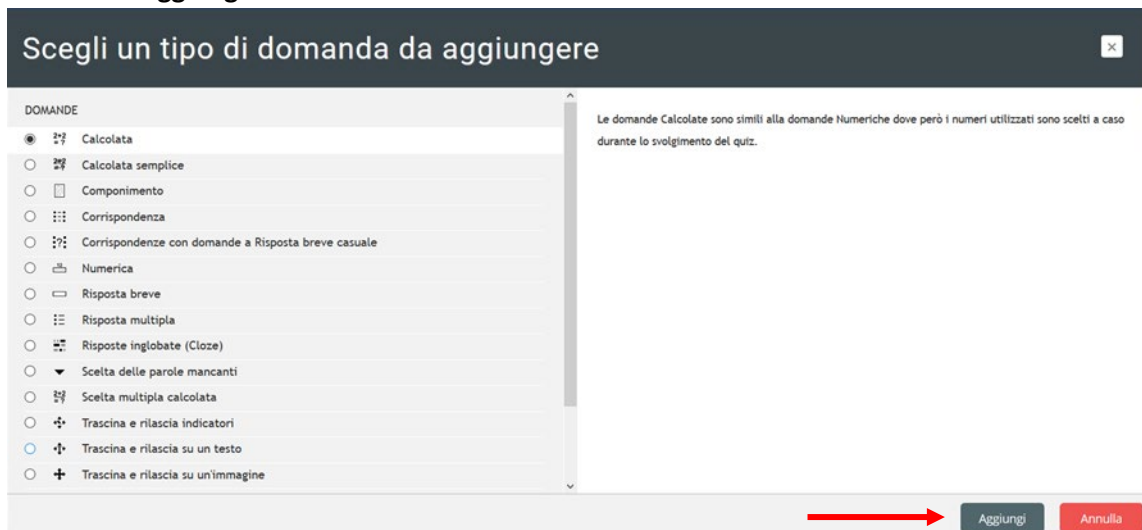 Scegli un tipo di domanda da aggiungere
DOMANDE
Calcolata
Calcolata semplice
Componimento
Corrispondenza
Corrispondenze con domande a Risposta breve casuale
Numerica
Risposta breve
Risposta multipla
Risposte inglobate (Cloze)
Scelta delle parole mancanti
Scelta multipla calcolata
Trascina e rilascia indicatori
Trascina e rilascia su un testo
Trascina e rilascia su un'immagine
Le domande Calcolate sono simili alla domande Numeriche dove però i numeri utilizzati sono scelti a caso
durante lo svolgimento del quiz.
Aggiungi Annulla